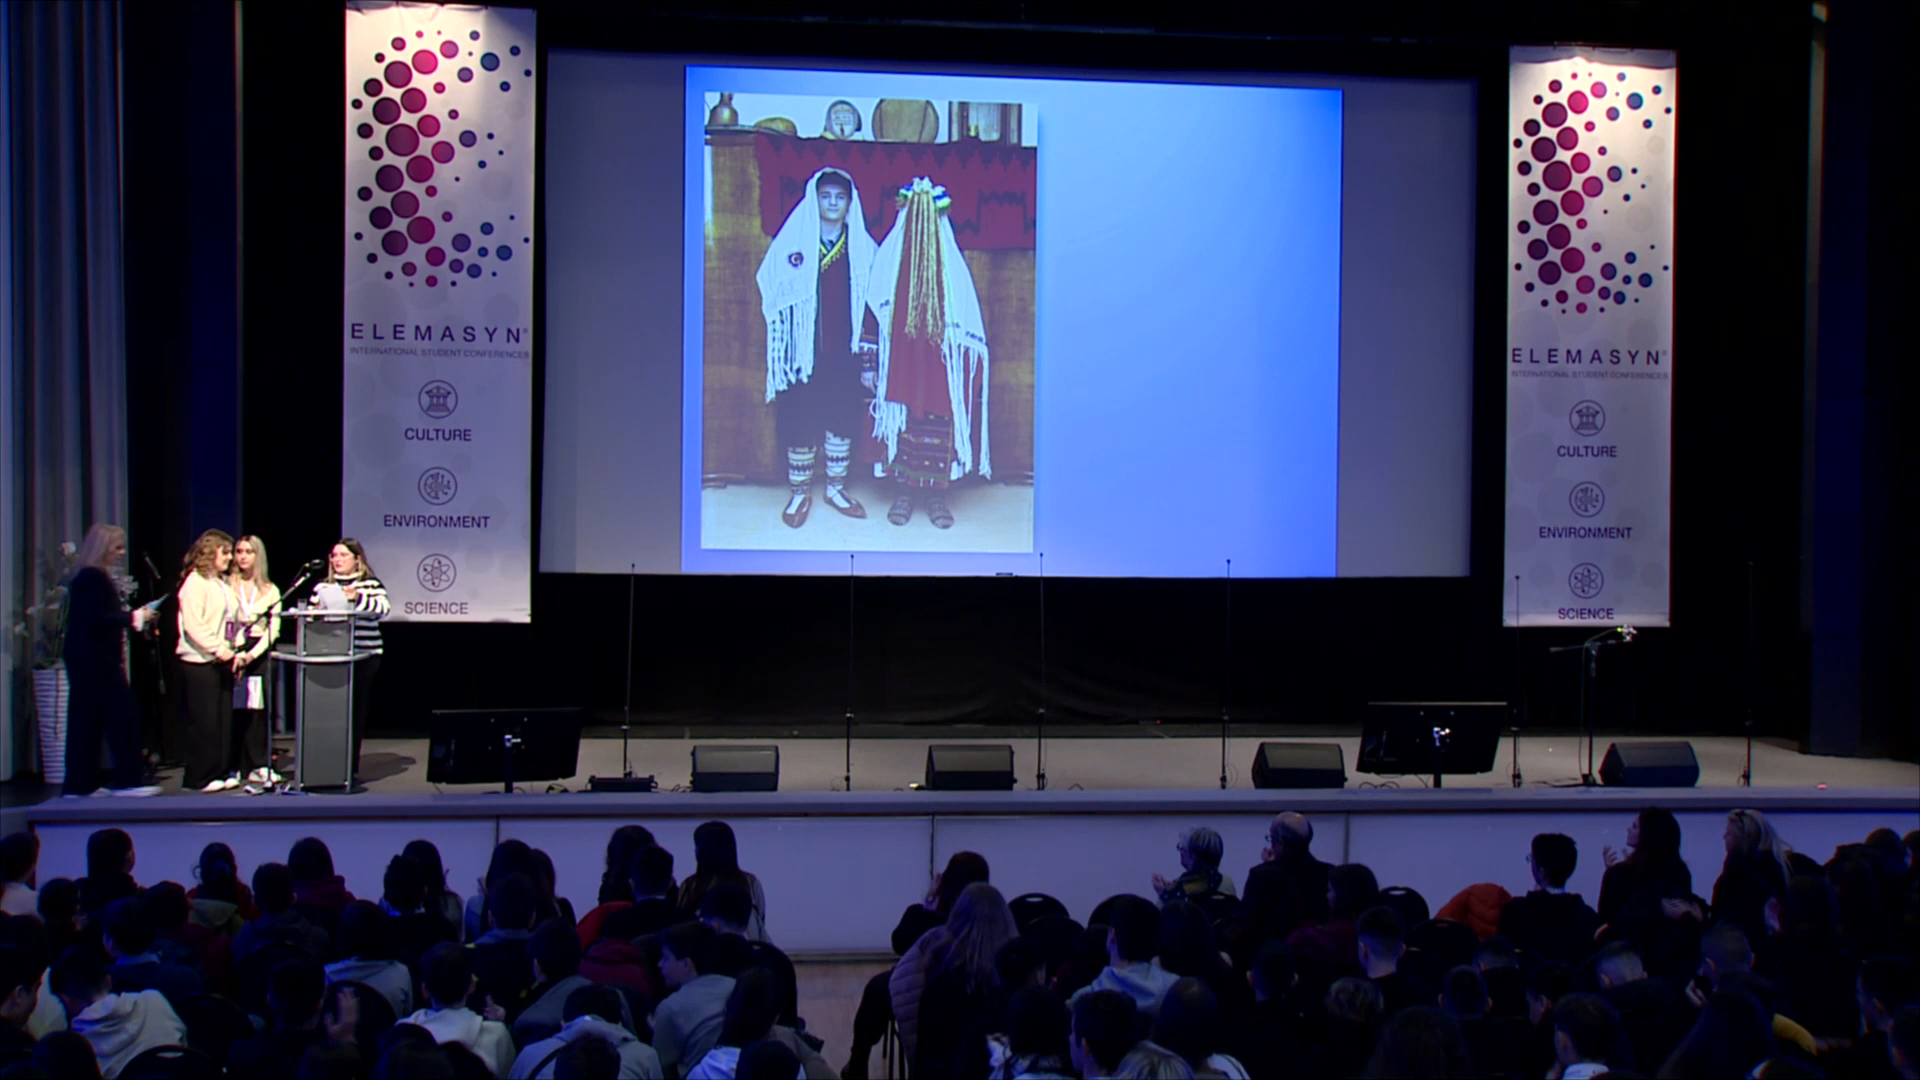 ELEMASYN®
INTERNATIONAL STUDENT CONFERENCES
CULTURE
ENVIRONMENT
SCIENCE
ELEMASYN®
INTERNATIONAL STUDENT CONFERENCES
CULTURE
ENVIRONMENT
SCIENCE